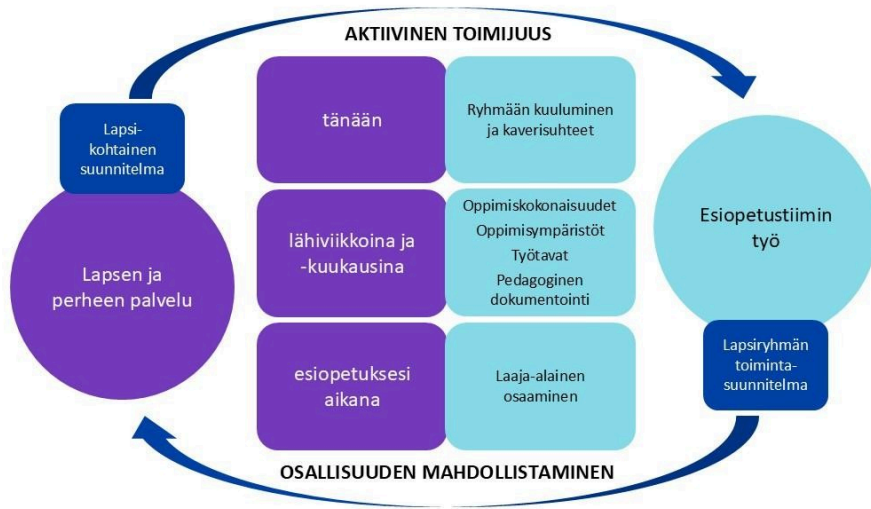 AKTIIVINEN TOIMIJUUS
Lapsi-
kohtainen
suunnitelma
Lapsen ja
perheen palvelu
tänään
Ryhmään kuuluminen
ja kaverisuhteet
lähiviikkoina ja
-kuukausina
Oppimiskokonaisuudet
Oppimisympäristöt
Työtavat
Pedagoginen
dokumentointi
esiopetuksesi
aikana
Laaja-alainen
osaaminen
Esiopetustiimin
työ
Lapsiryhmän
toiminta-
suunnitelma
OSALLISUUDEN MAHDOLLISTAMINEN